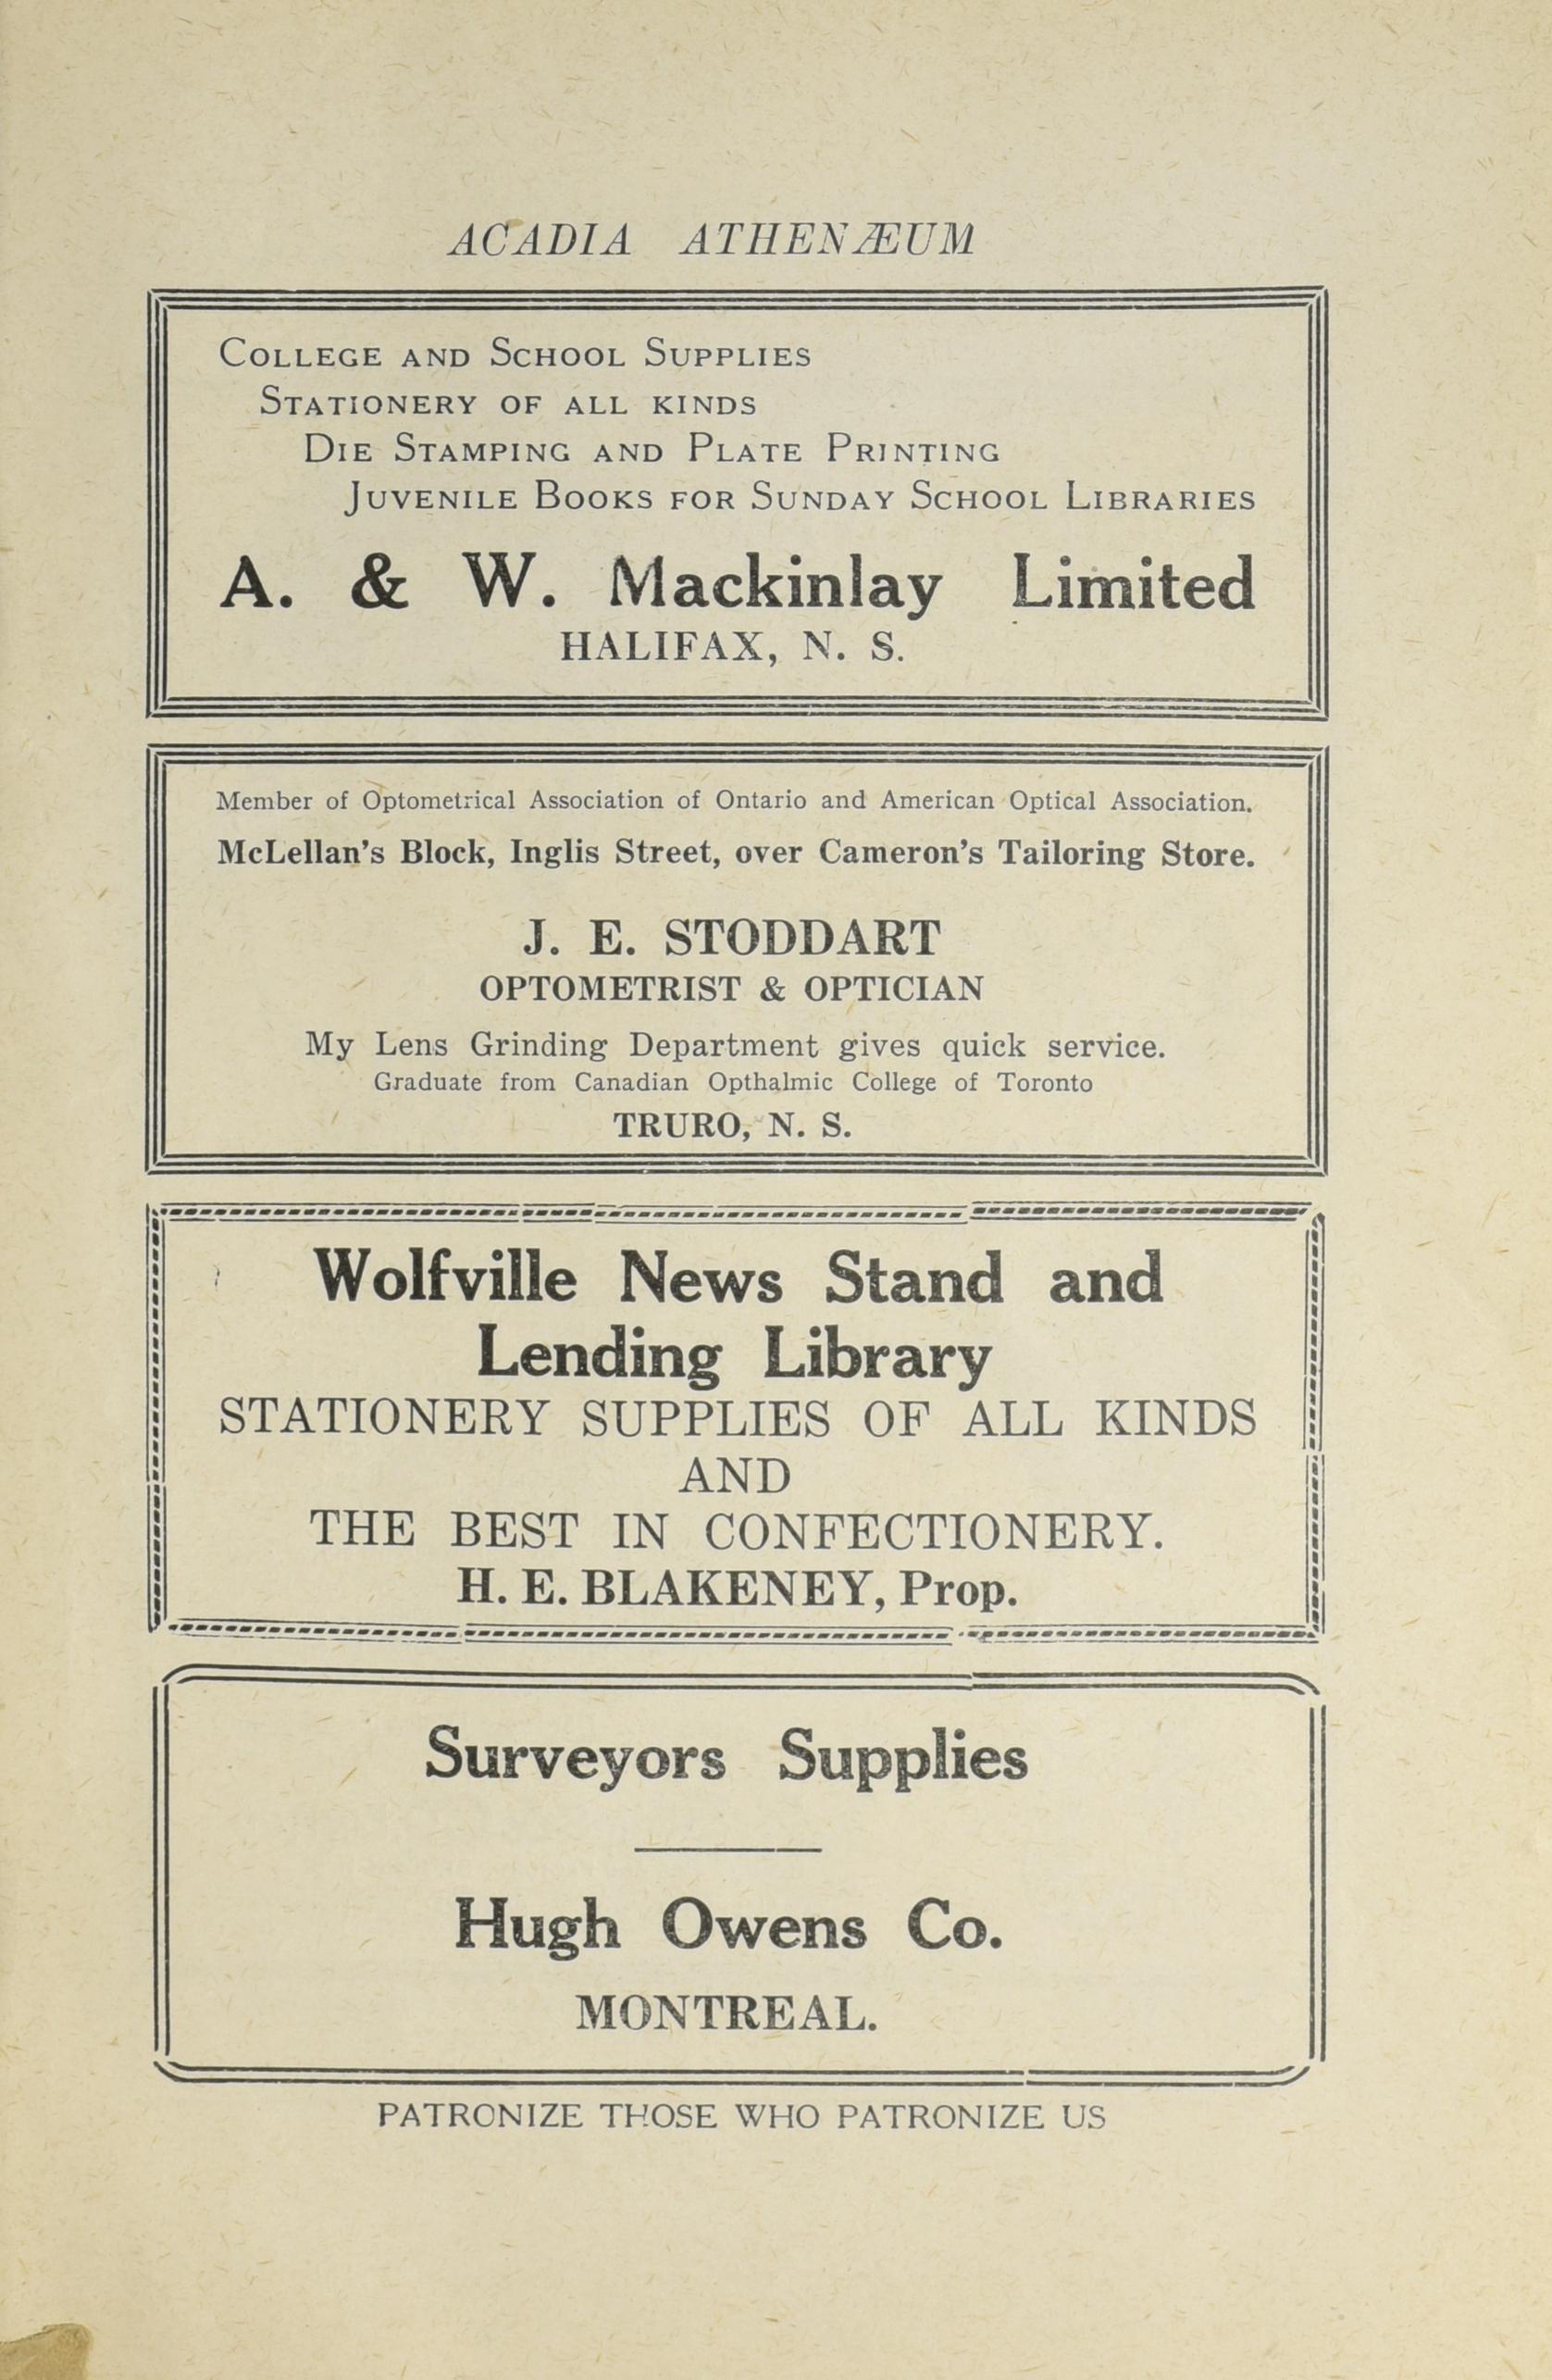 ACADIA ATHENÆUM
COLLEGE AND SCHOOL SUPPLIES
STATIONERY OF ALL KINDS
DIE STAMPING AND PLATE PRINTING
JUVENILE BOOKS FOR SUNDAY SCHOOL LIBRARIES
A. & W. Mackinlay Limited
HALIFAX, N. S.
Member of Optometrical Association of Ontario and American Optical Association.
McLellan's Block, Inglis Street, over Cameron's Tailoring Store.
J. E. STODDART
OPTOMETRIST & OPTICIAN
My Lens Grinding Department gives quick service.
Graduate from Canadian Opthalmic College of Toronto
TRURO, N. S.
Wolfville News Stand and
Lending Library
STATIONERY SUPPLIES OF ALL KINDS
AND
THE BEST IN CONFECTIONERY.
H. E. BLAKENEY, Prop.
Surveyors Supplies
Hugh Owens Co.
MONTREAL.
PATRONIZE THOSE WHO PATRONIZE US